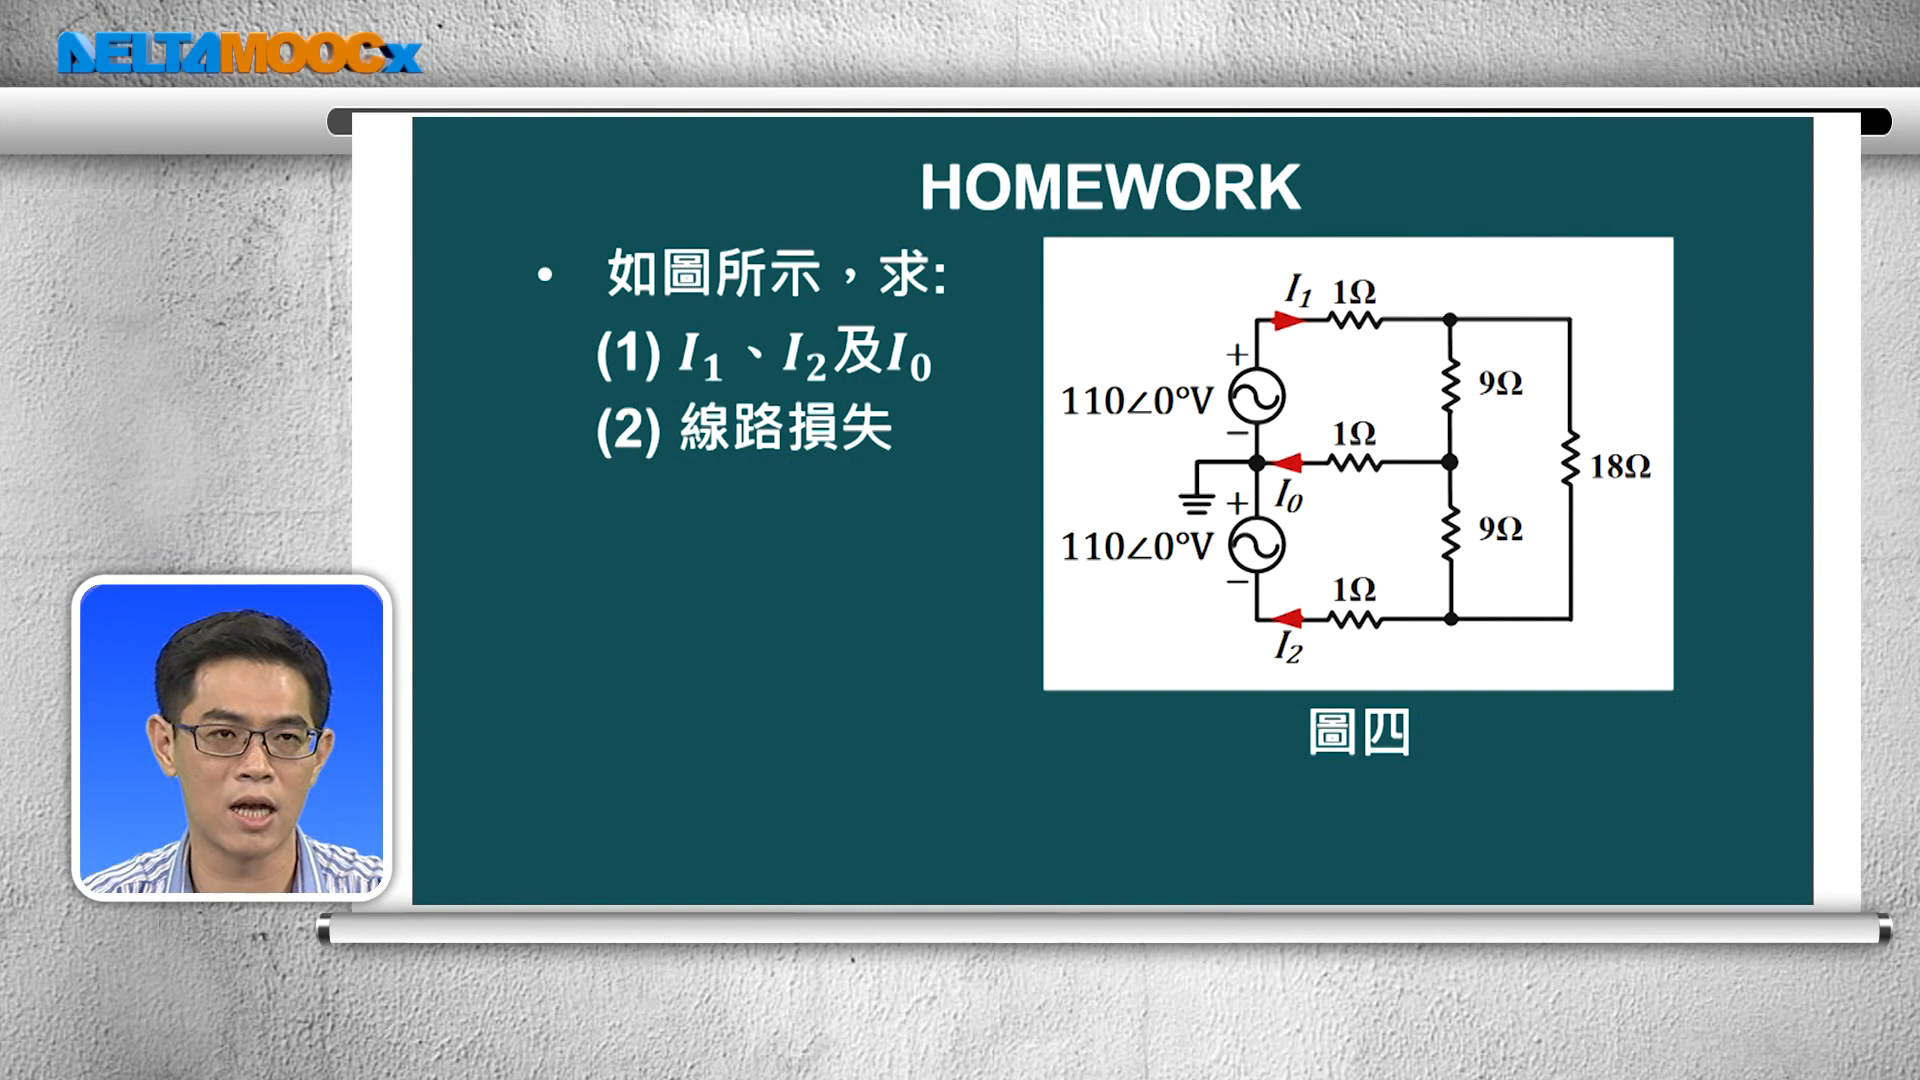 DELTAMOOCx
HOMEWORK
• 如圖所示，求:
(1) I₁、I₂及I₀
(2) 線路損失
I₁ 1Ω
+
9Ω
110∠0°V
−
1Ω
18Ω
I₀
+
9Ω
110∠0°V
−
1Ω
I₂
圖四